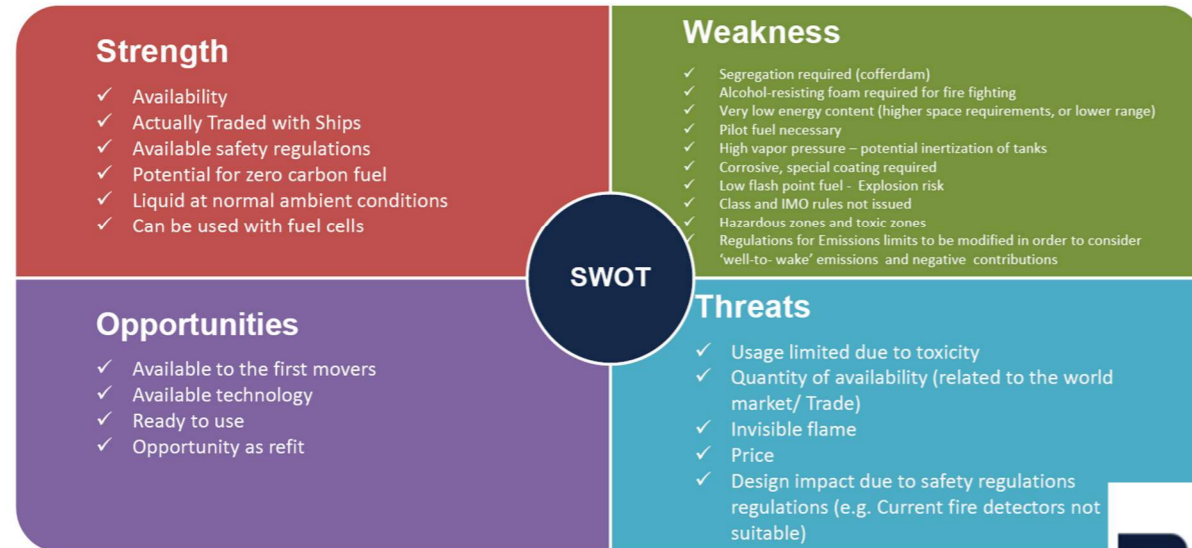 Strength
✓ Availability
✓ Actually Traded with Ships
✓ Available safety regulations
✓ Potential for zero carbon fuel
✓ Liquid at normal ambient conditions
✓ Can be used with fuel cells
Weakness
✓ Segregation required (cofferdam)
✓ Alcohol-resisting foam required for fire fighting
✓ Very low energy content (higher space requirements, or lower range)
✓ Pilot fuel necessary
✓ High vapor pressure – potential inertization of tanks
✓ Corrosive, special coating required
✓ Low flash point fuel - Explosion risk
✓ Class and IMO rules not issued
✓ Hazardous zones and toxic zones
✓ Regulations for Emissions limits to be modified in order to consider
‘well-to- wake’ emissions and negative contributions
SWOT
Opportunities
✓ Available to the first movers
✓ Available technology
✓ Ready to use
✓ Opportunity as refit
Threats
✓ Usage limited due to toxicity
✓ Quantity of availability (related to the world
market/ Trade)
✓ Invisible flame
✓ Price
✓ Design impact due to safety regulations
regulations (e.g. Current fire detectors not
suitable)